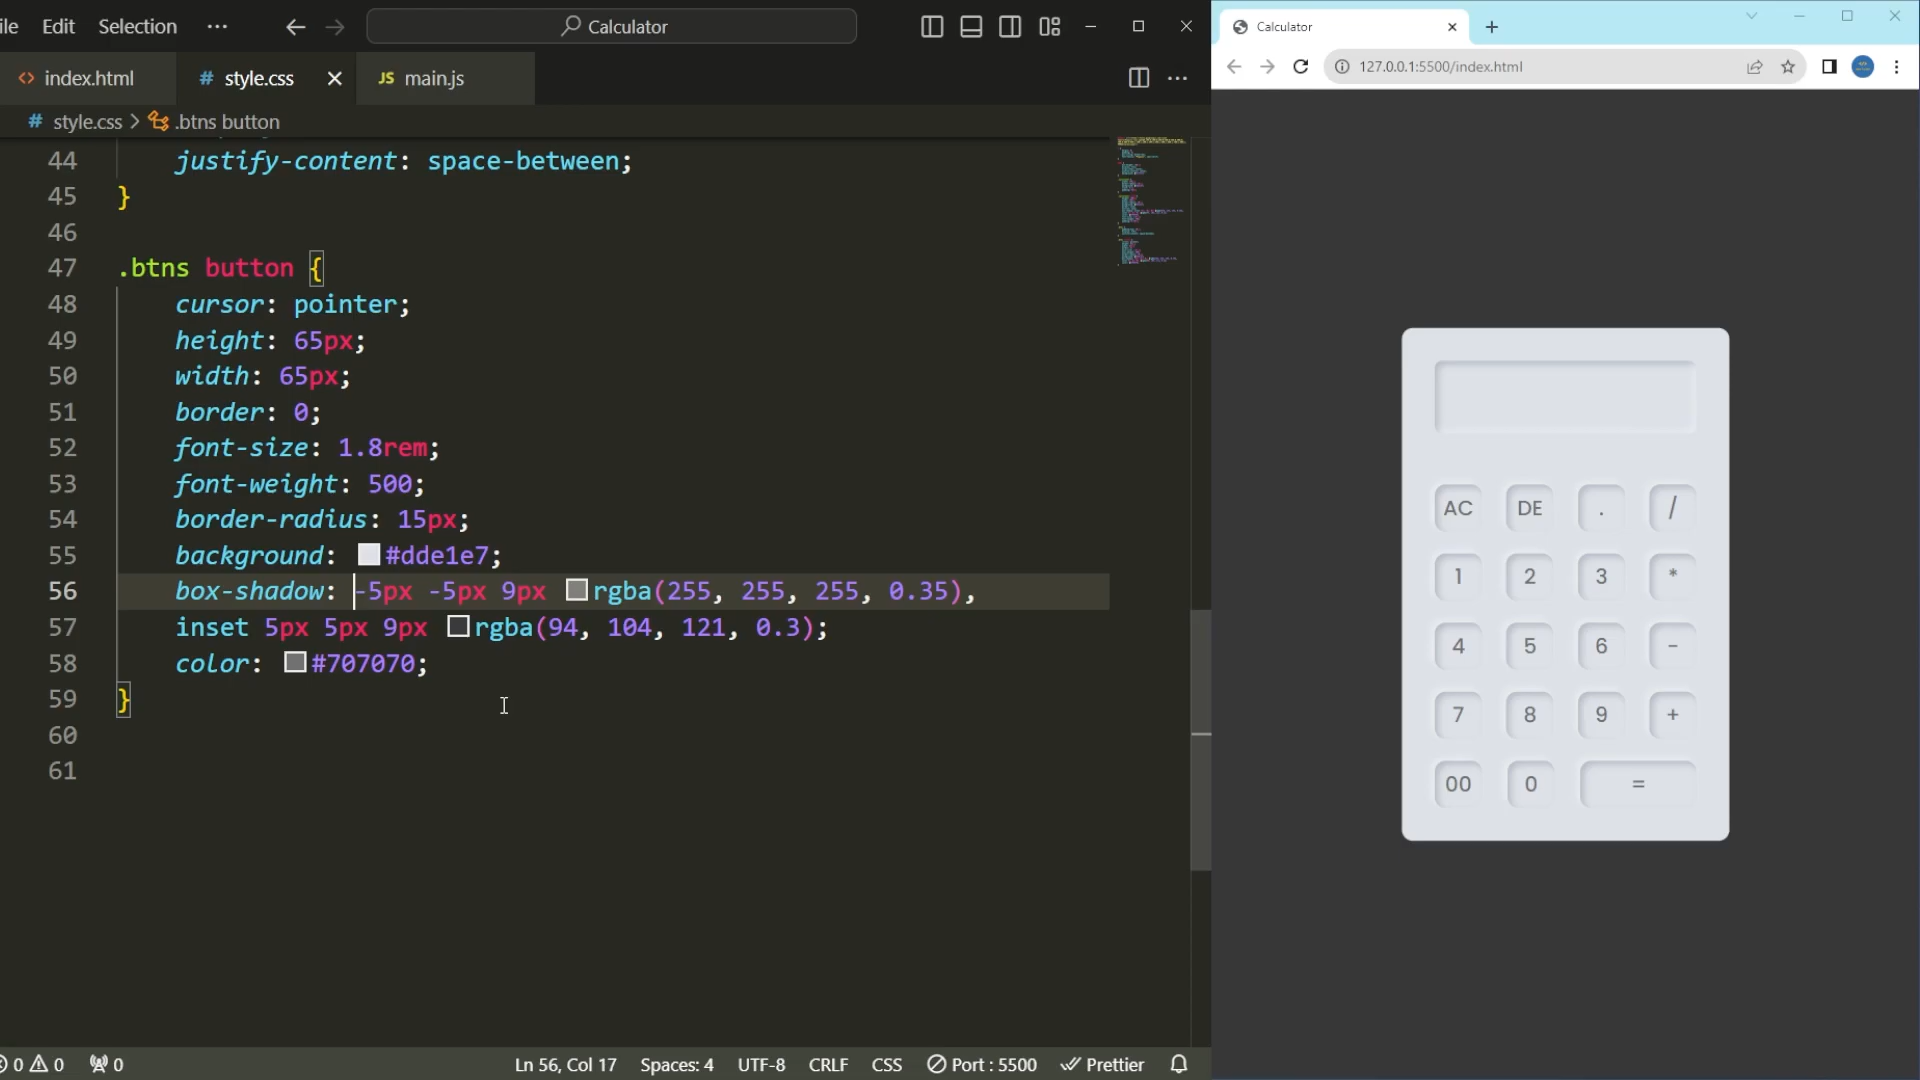 ile Edit Selection ··· Calculator
index.html style.css main.js
style.css > .btns button
44 justify-content: space-between;
45 }
46
47 .btns button {
48 cursor: pointer;
49 height: 65px;
50 width: 65px;
51 border: 0;
52 font-size: 1.8rem;
53 font-weight: 500;
54 border-radius: 15px;
55 background: #dde1e7;
56 box-shadow: -5px -5px 9px rgba(255, 255, 255, 0.35),
57 inset 5px 5px 9px rgba(94, 104, 121, 0.3);
58 color: #707070;
59 }
60
61
0 0 0 Ln 56, Col 17 Spaces: 4 UTF-8 CRLF CSS Port : 5500 Prettier
Calculator
127.0.0.1:5500/index.html
AC DE . /
1 2 3 *
4 5 6 -
7 8 9 +
00 0 =